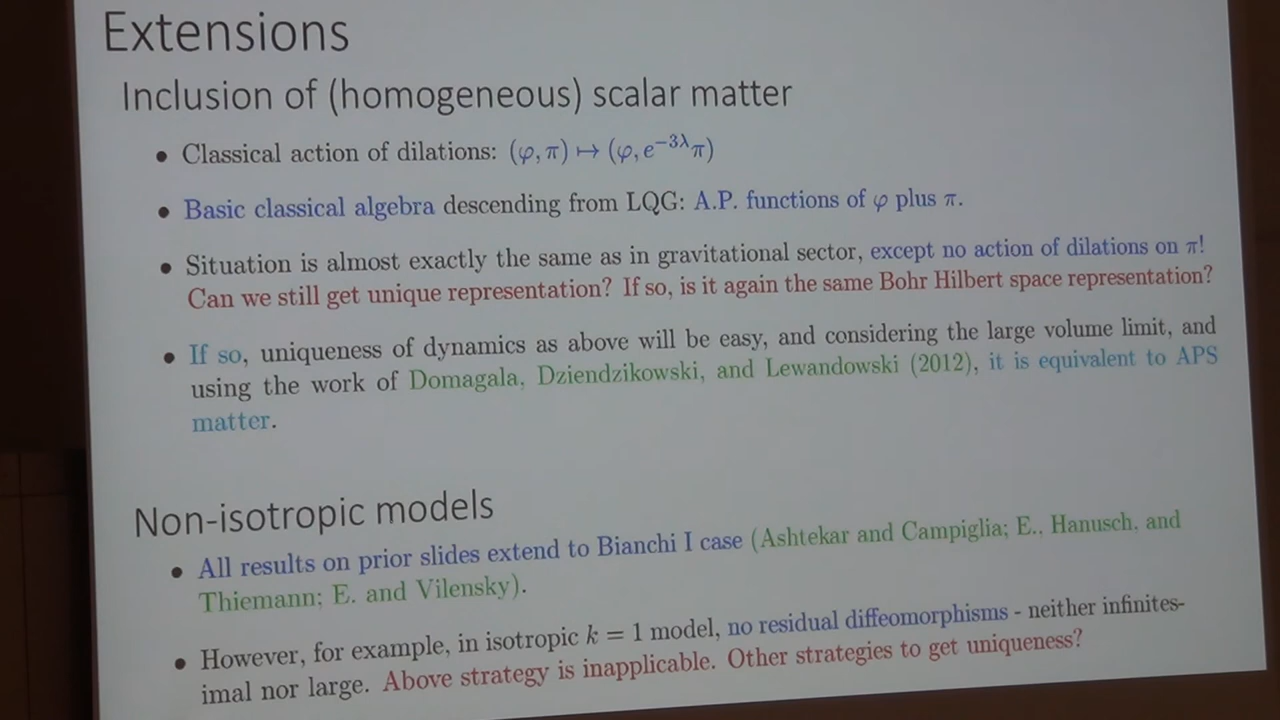 Extensions
Inclusion of (homogeneous) scalar matter
• Classical action of dilations: (φ, π) ↦ (φ, e^{−3λ}π)
• Basic classical algebra descending from LQG: A.P. functions of φ plus π.
• Situation is almost exactly the same as in gravitational sector, except no action of dilations on π!
Can we still get unique representation? If so, is it again the same Bohr Hilbert space representation?
• If so, uniqueness of dynamics as above will be easy, and considering the large volume limit, and
using the work of Domagala, Dziendzikowski, and Lewandowski (2012), it is equivalent to APS
matter.
Non-isotropic models
• All results on prior slides extend to Bianchi I case (Ashtekar and Campiglia; E., Hanusch, and
Thiemann; E. and Vilensky).
• However, for example, in isotropic k = 1 model, no residual diffeomorphisms - neither infinites-
imal nor large. Above strategy is inapplicable. Other strategies to get uniqueness?